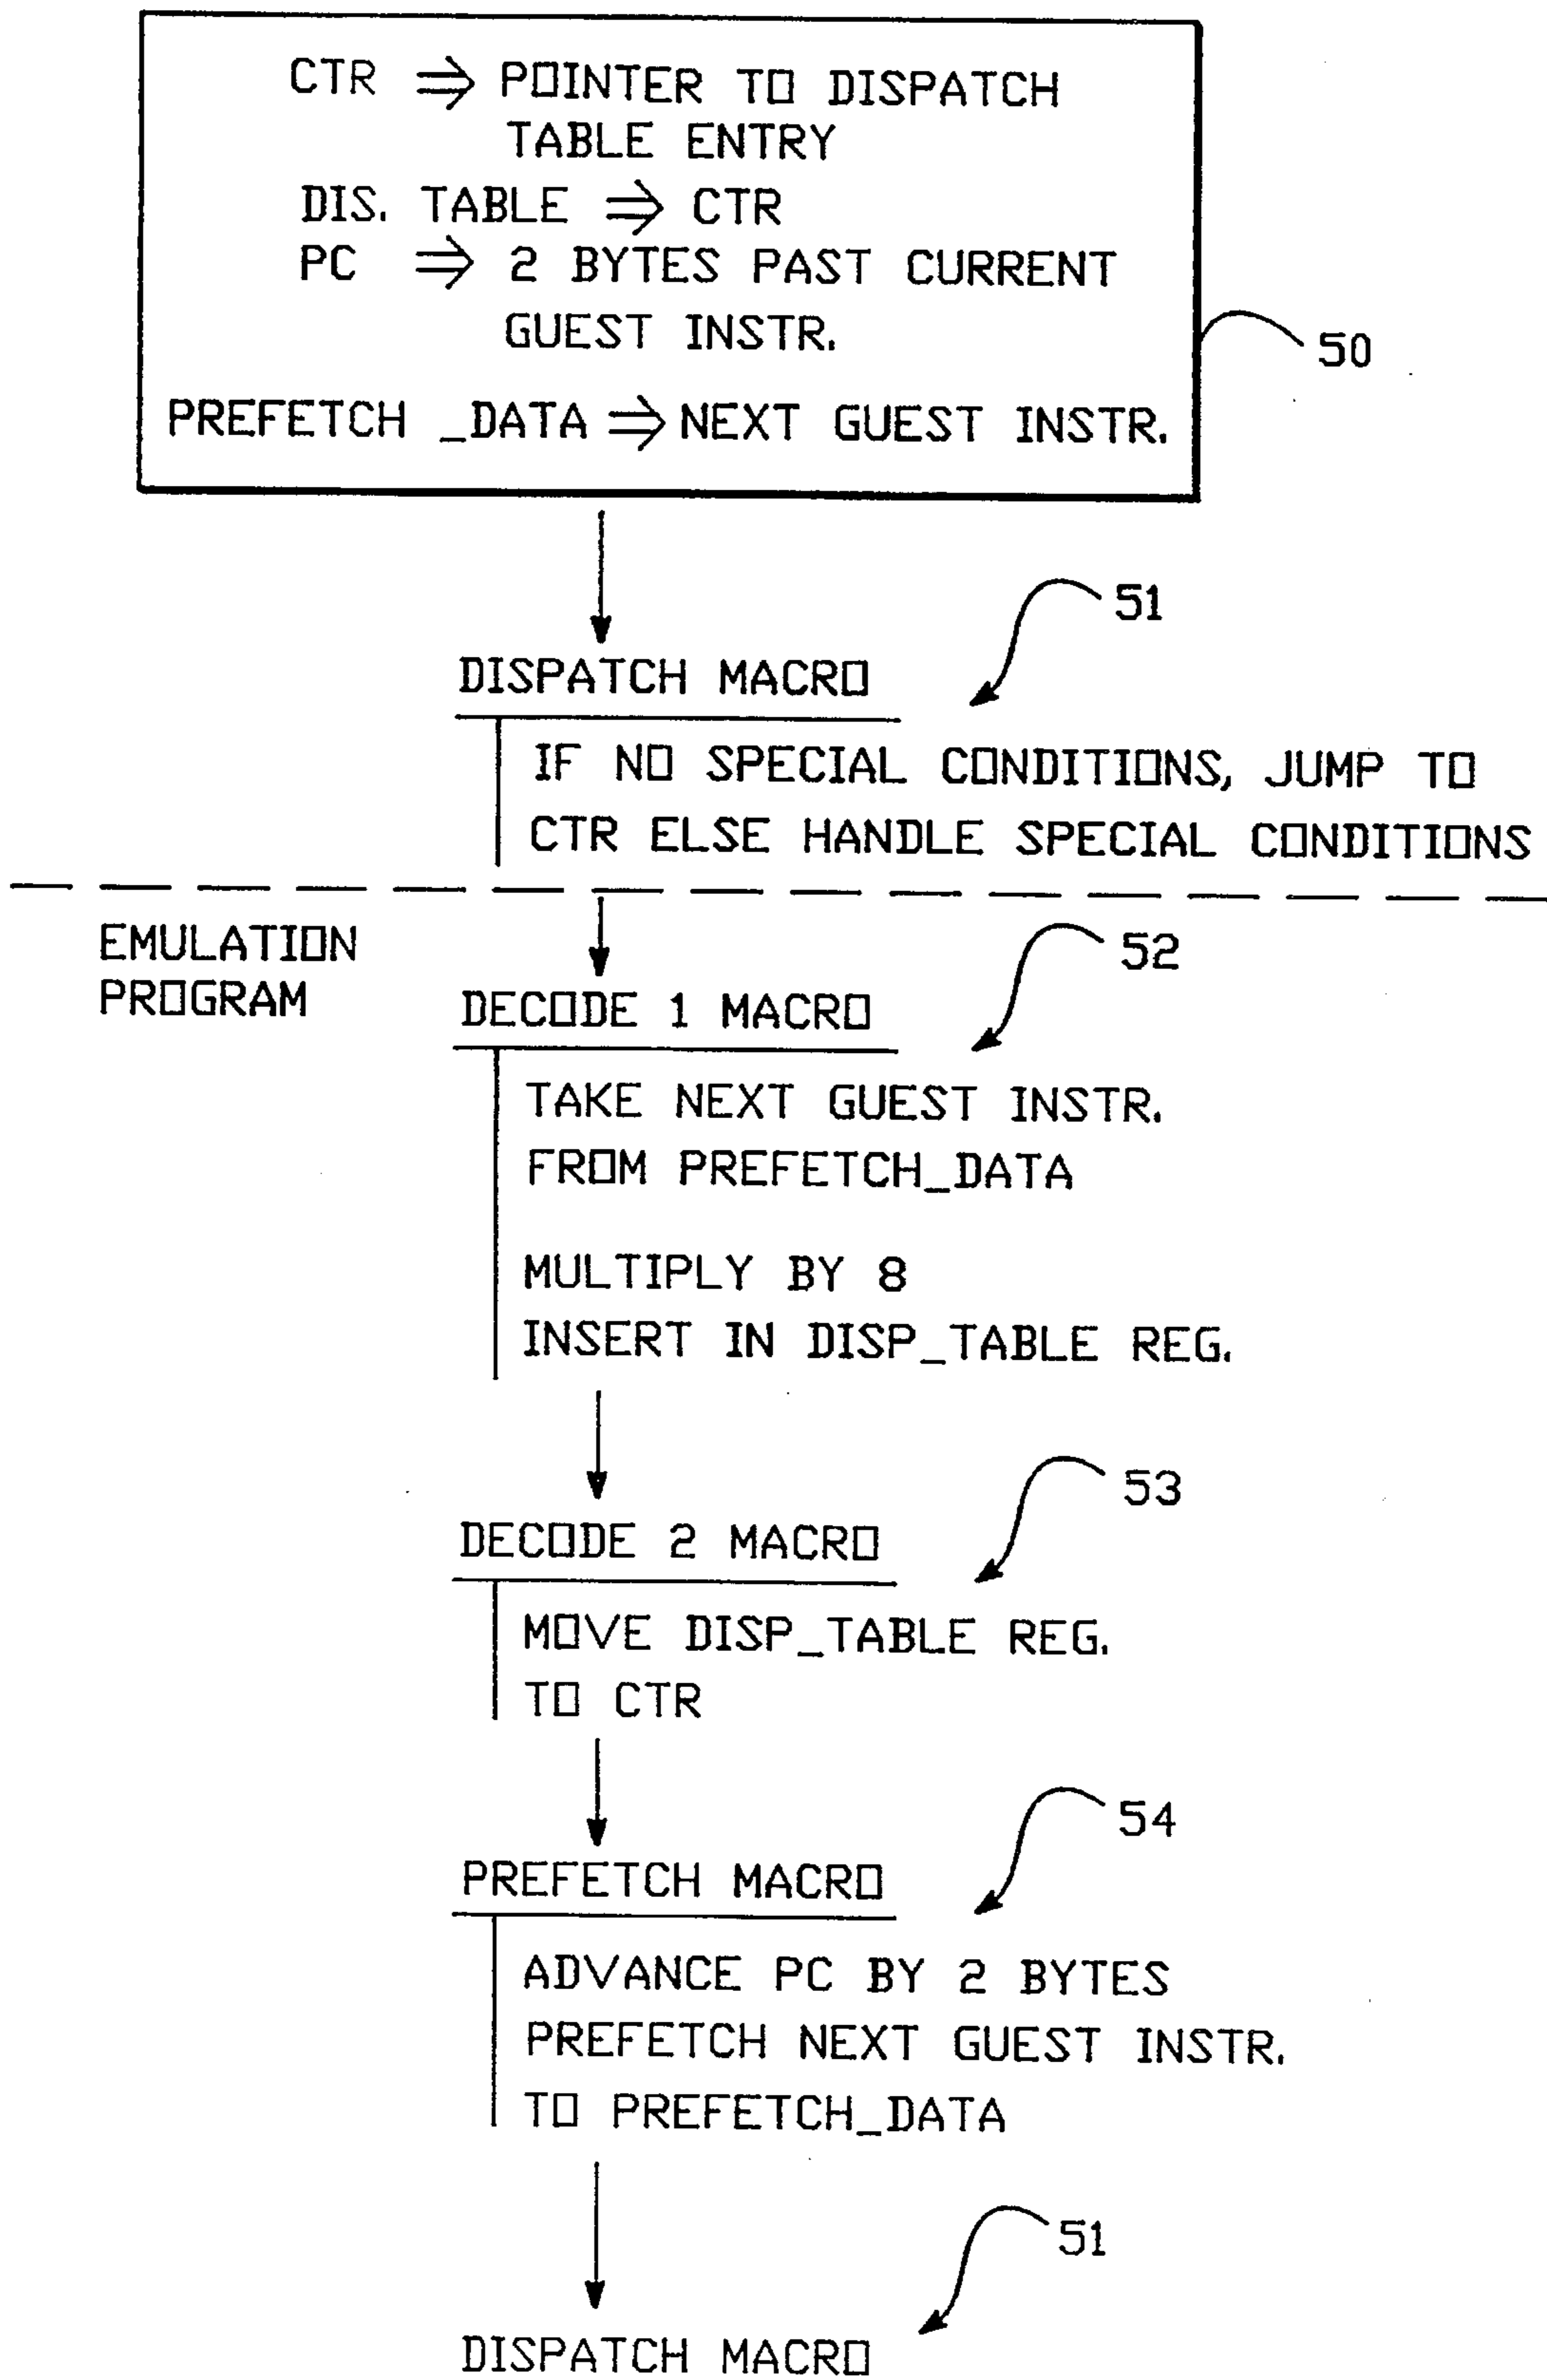 CTR ⇒ POINTER TO DISPATCH
TABLE ENTRY
DIS. TABLE ⇒ CTR
PC ⇒ 2 BYTES PAST CURRENT
GUEST INSTR.
50
PREFETCH _DATA ⇒ NEXT GUEST INSTR.
51
DISPATCH MACRO
IF NO SPECIAL CONDITIONS, JUMP TO
CTR ELSE HANDLE SPECIAL CONDITIONS
EMULATION
PROGRAM
52
DECODE 1 MACRO
TAKE NEXT GUEST INSTR.
FROM PREFETCH_DATA
MULTIPLY BY 8
INSERT IN DISP_TABLE REG.
53
DECODE 2 MACRO
MOVE DISP_TABLE REG.
TO CTR
54
PREFETCH MACRO
ADVANCE PC BY 2 BYTES
PREFETCH NEXT GUEST INSTR.
TO PREFETCH_DATA
51
DISPATCH MACRO